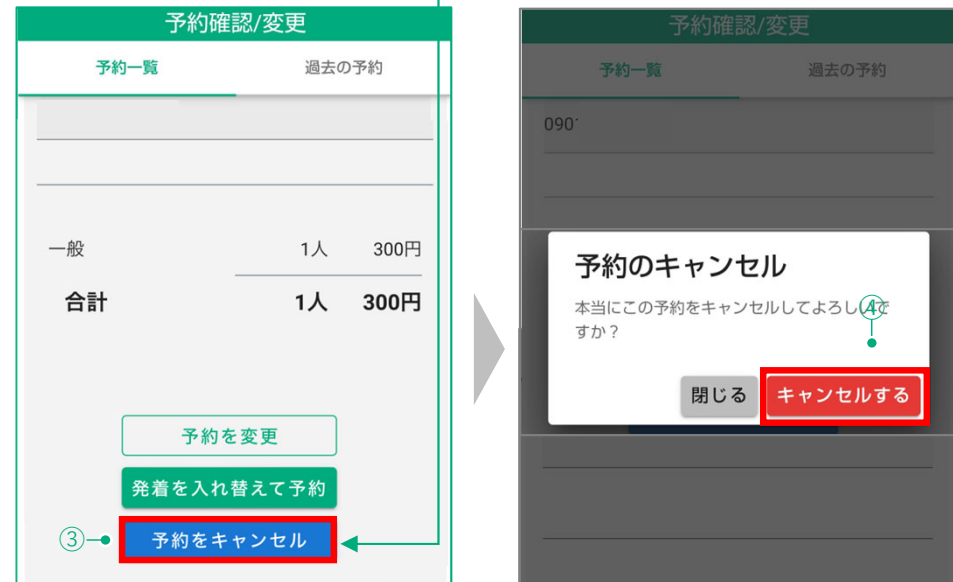 予約確認/変更
予約一覧 過去の予約
一般 1人 300円
合計 1人 300円
予約を変更
発着を入れ替えて予約
③ 予約をキャンセル
予約確認/変更
予約一覧 過去の予約
090
予約のキャンセル
本当にこの予約をキャンセルしてよろしいで
すか？
④
閉じる キャンセルする